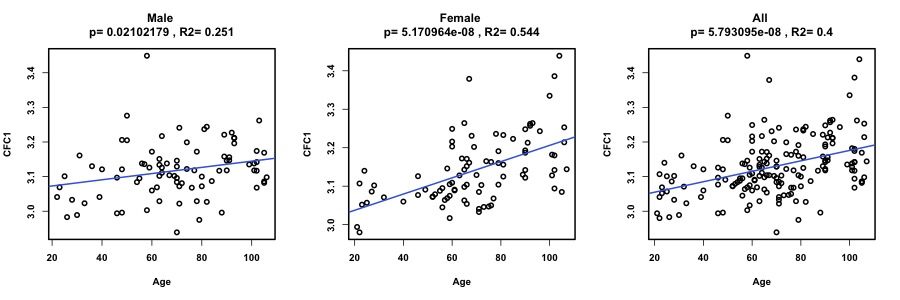 Male
p= 0.02102179 , R2= 0.251
CFC1
3.4
3.3
3.2
3.1
3.0
20 40 60 80 100
Age
Female
p= 5.170964e-08 , R2= 0.544
CFC1
3.4
3.3
3.2
3.1
3.0
20 40 60 80 100
Age
All
p= 5.793095e-08 , R2= 0.4
CFC1
3.4
3.3
3.2
3.1
3.0
20 40 60 80 100
Age